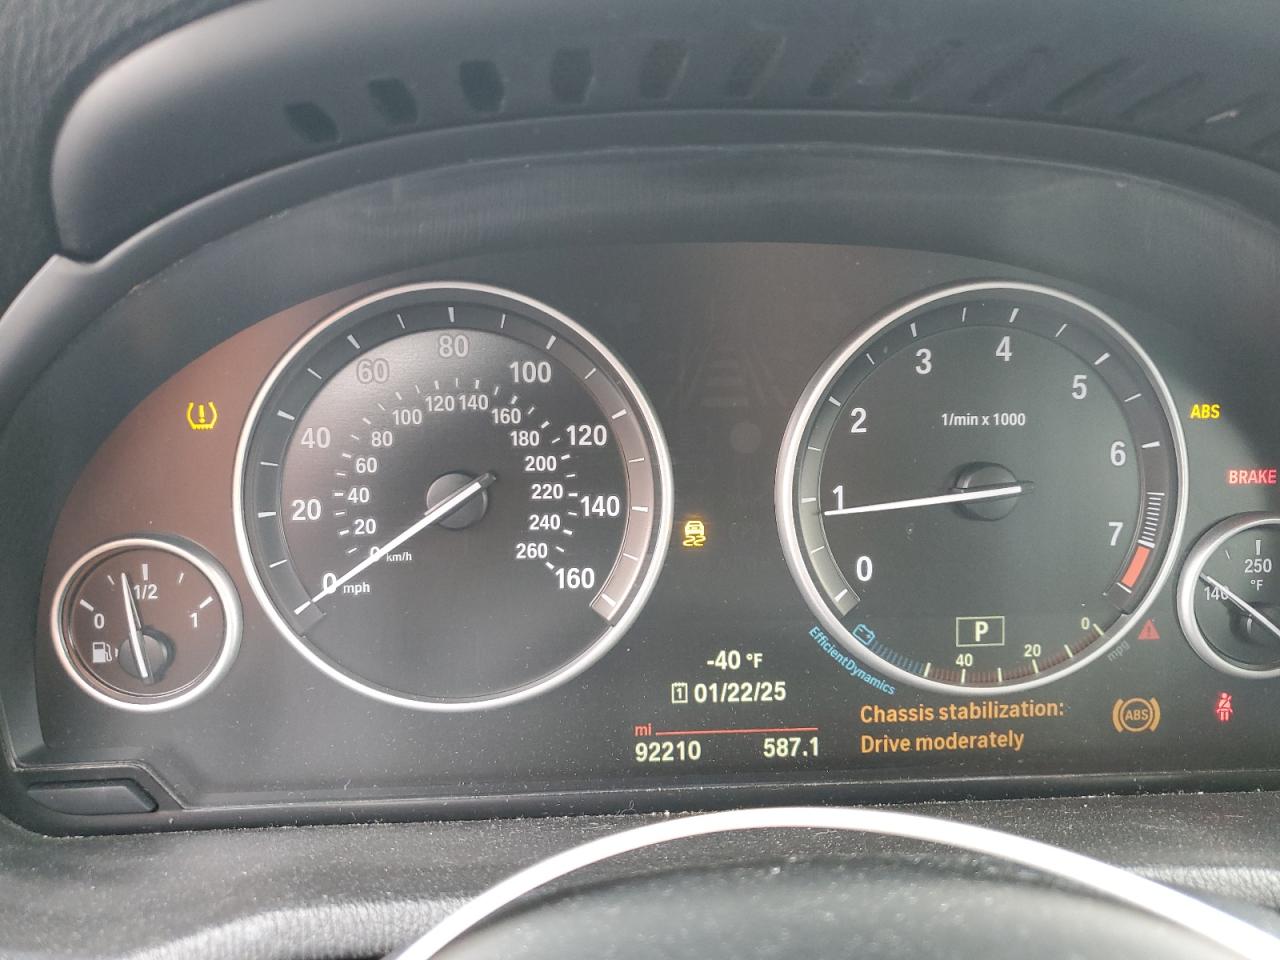 80
60
100
40
120
20
140
0 mph
160
120 140
100
160
80
180
60
200
40
220
20
240
0 km/h
260
0
1/2
1
4
3
5
2
6
1
7
0
1/min x 1000
ABS
BRAKE
250
°F
140
P
EfficientDynamics
40
20
0
mpg
-40 °F
1
01/22/25
mi
92210
587.1
Chassis stabilization:
Drive moderately
ABS